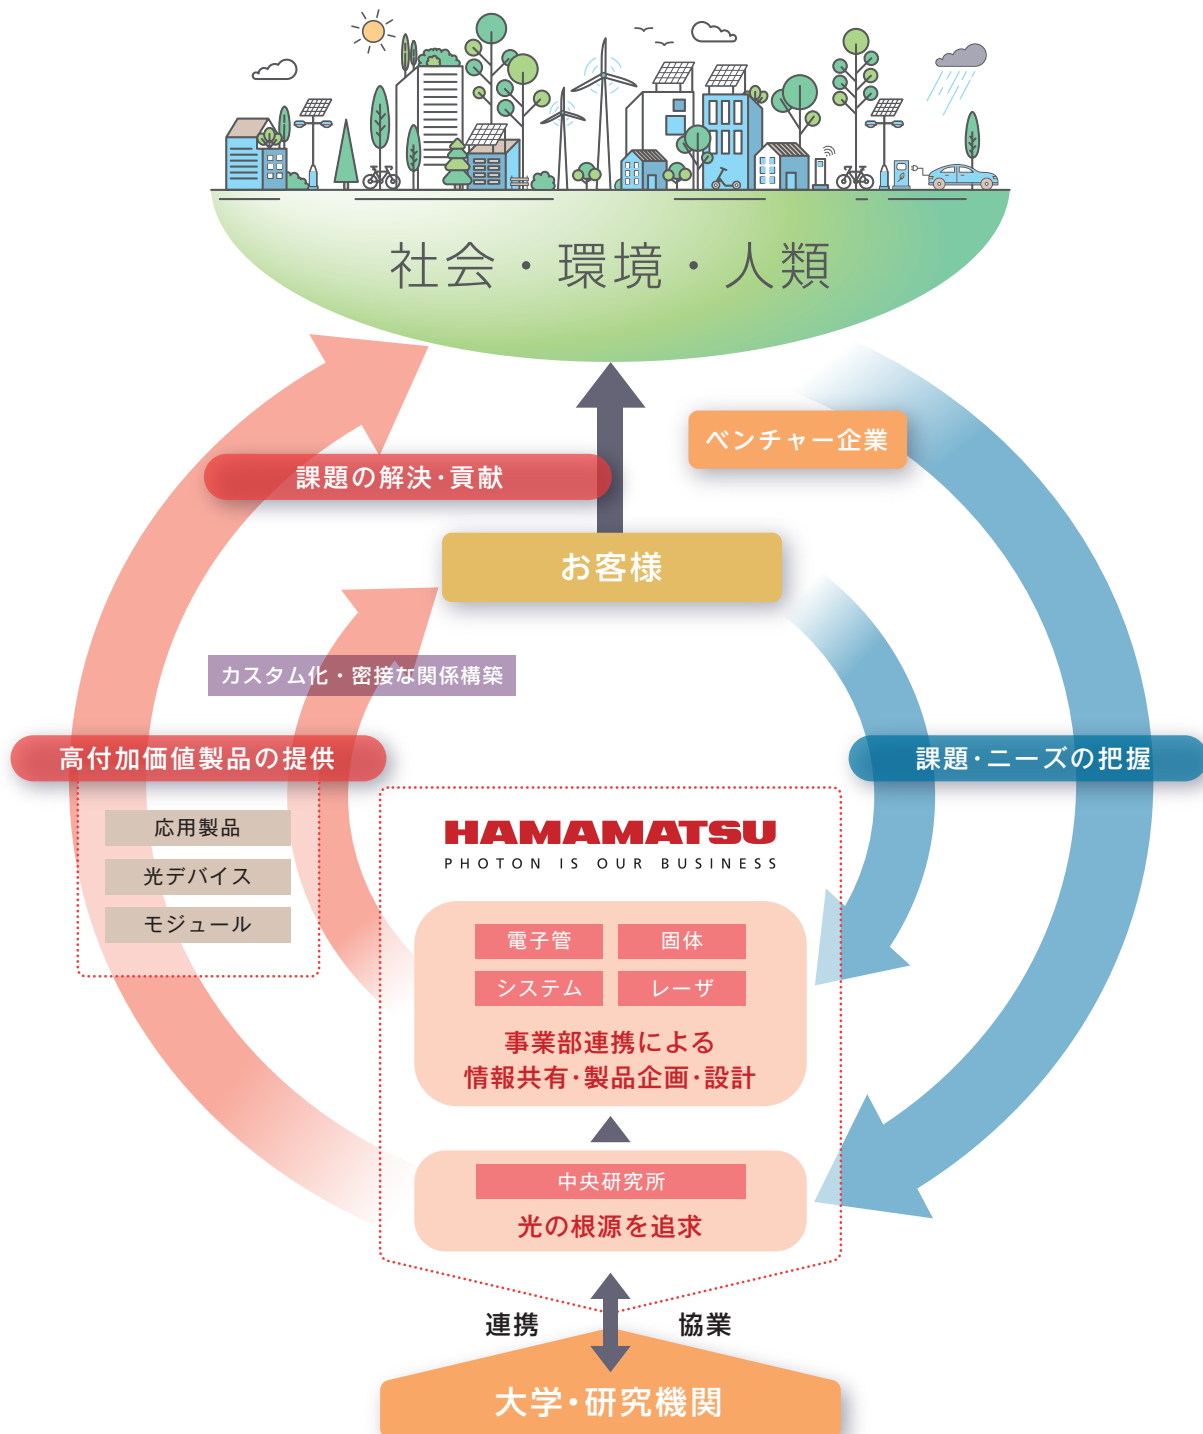 社会・環境・人類
ベンチャー企業
課題の解決・貢献
お客様
カスタム化・密接な関係構築
高付加価値製品の提供
課題・ニーズの把握
応用製品
光デバイス
モジュール
HAMAMATSU
PHOTON IS OUR BUSINESS
電子管
固体
システム
レーザ
事業部連携による
情報共有・製品企画・設計
中央研究所
光の根源を追求
連携
協業
大学・研究機関